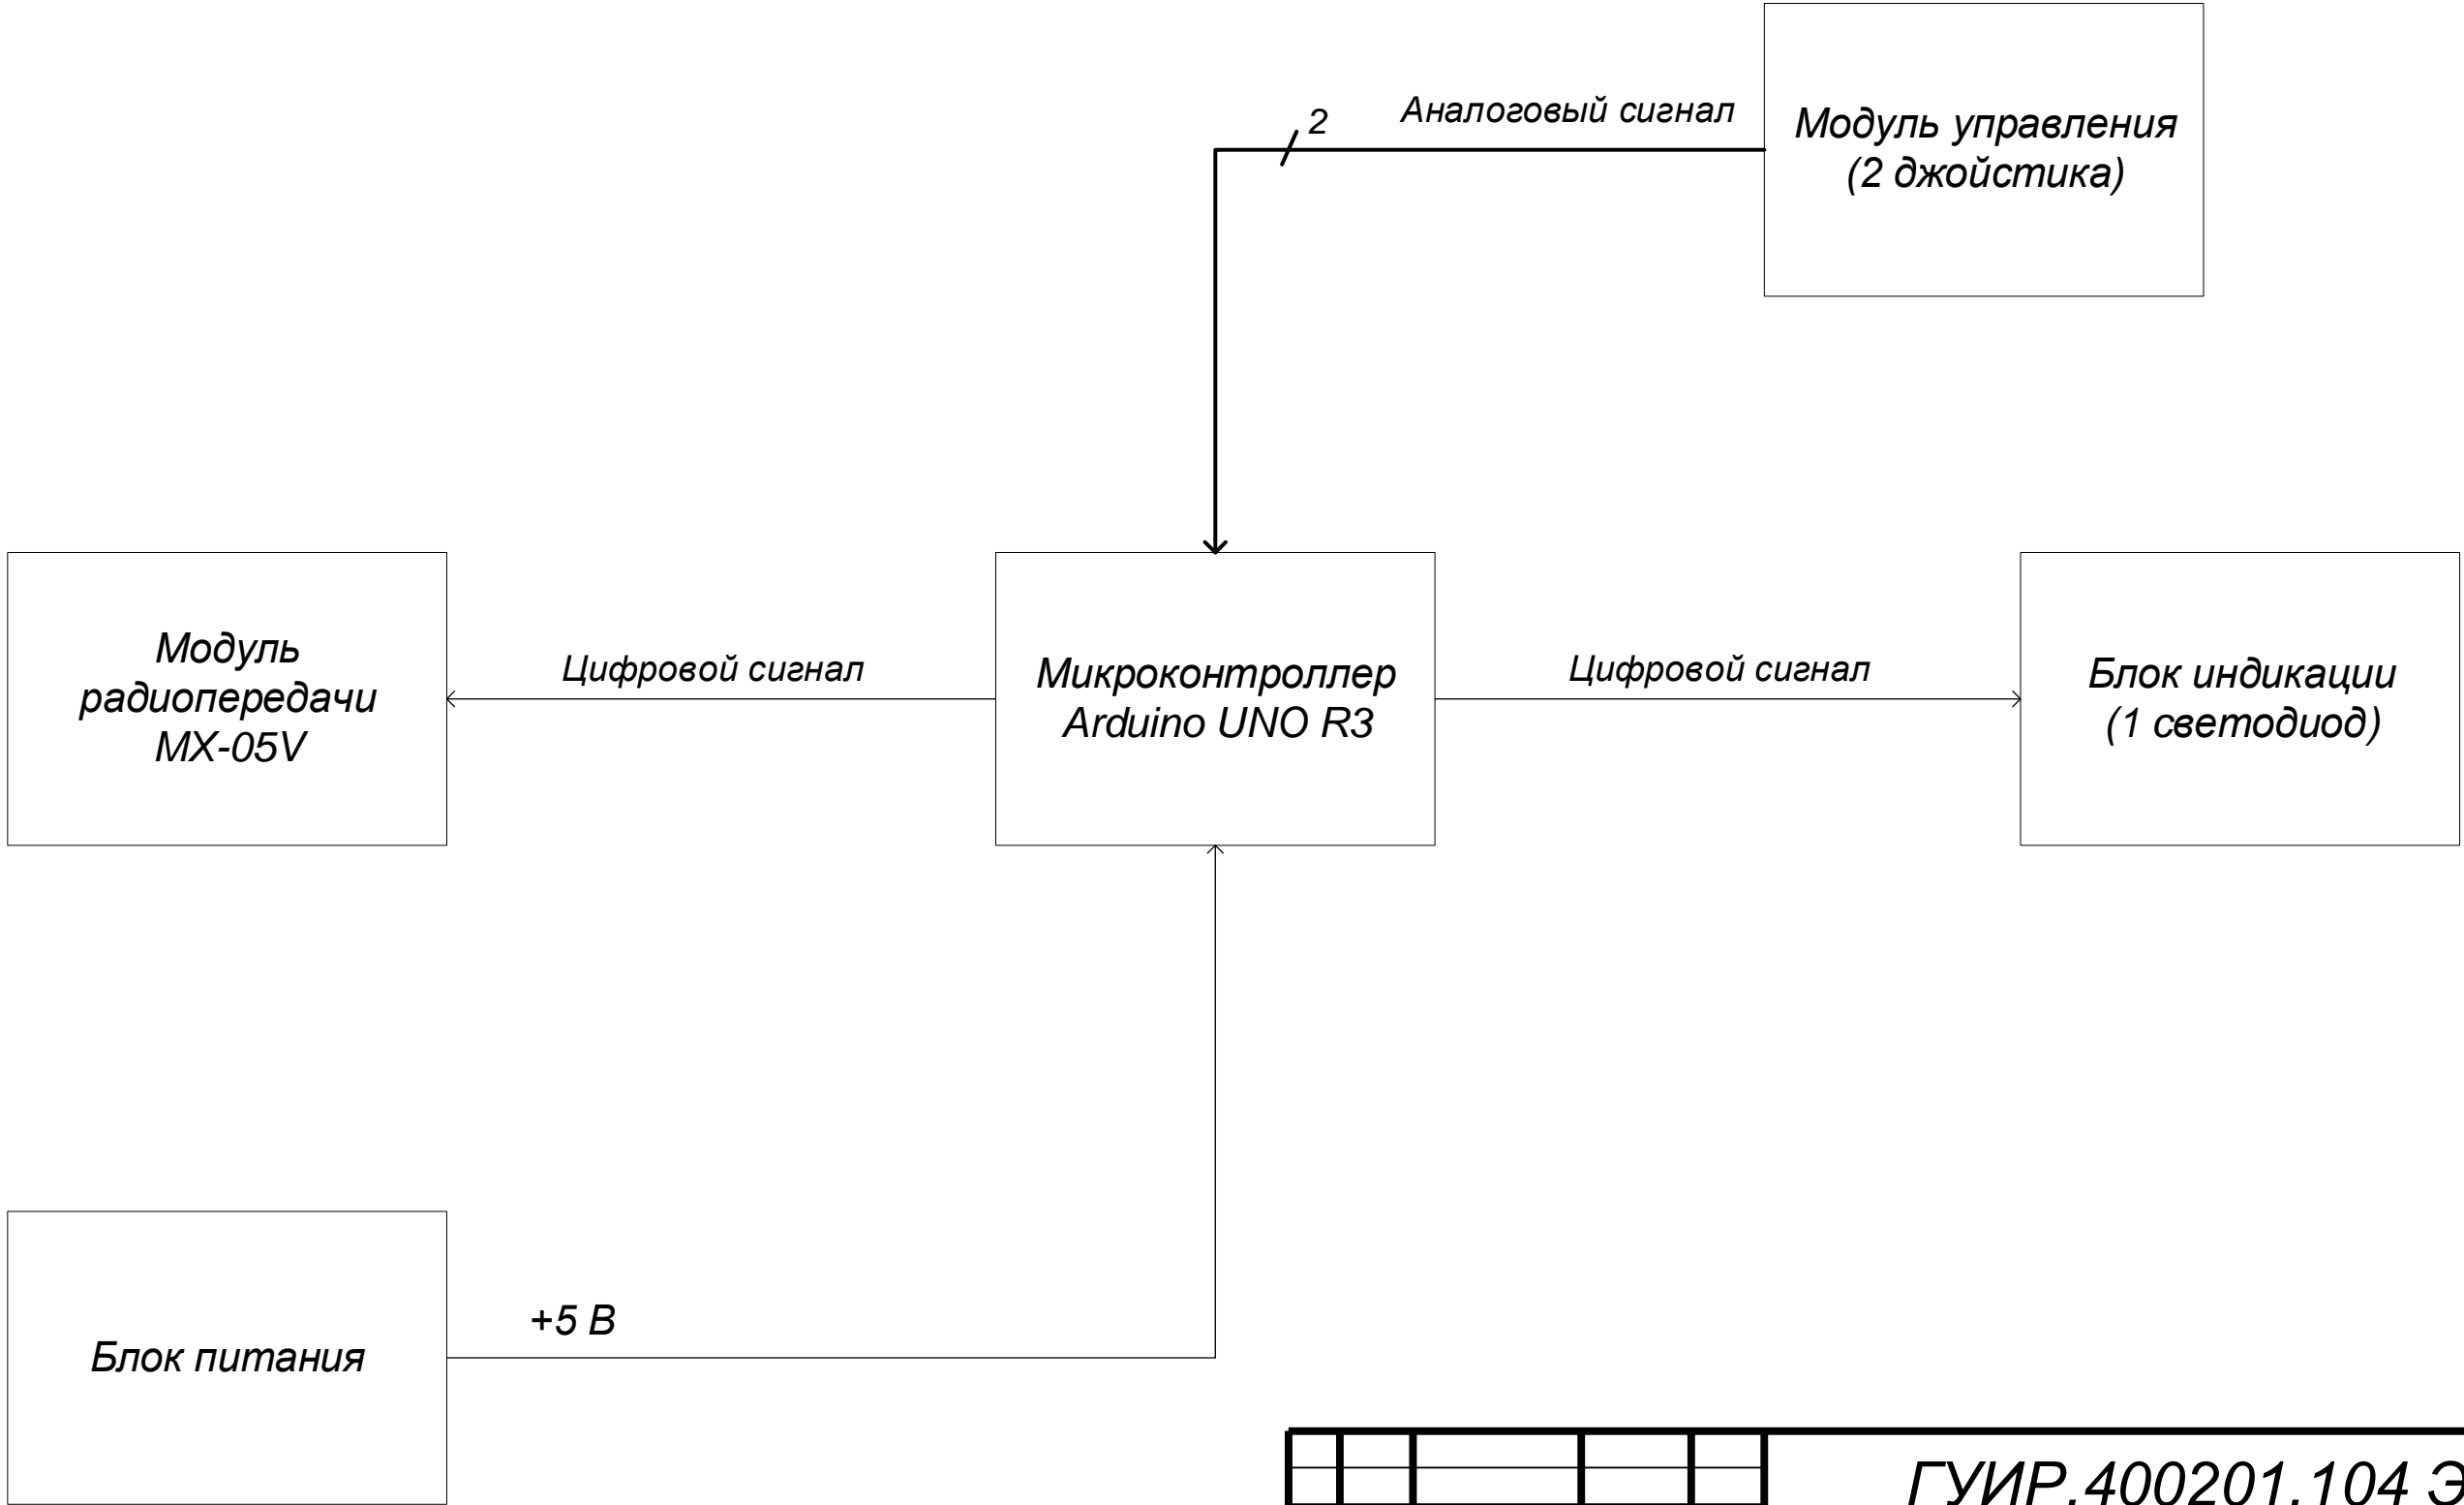 2
Аналоговый сигнал
Модуль управления
(2 джойстика)
Модуль
радиопередачи
MX-05V
Цифровой сигнал
Микроконтроллер
Arduino UNO R3
Цифровой сигнал
Блок индикации
(1 светодиод)
+5 В
Блок питания
ГУИР.400201.104 Э